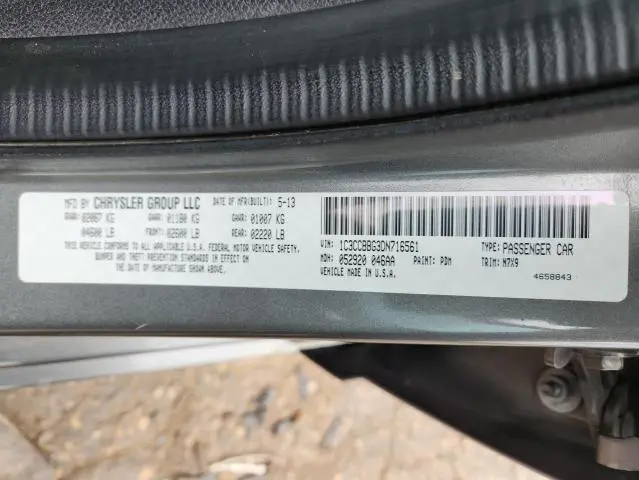 MFD BY CHRYSLER GROUP LLC DATE OF MFR(BUILT): 5-13
GVWR: 02087 KG GAWR: 01180 KG GAWR: 01007 KG
04600 LB FRONT: 02600 LB REAR: 02220 LB
THIS VEHICLE CONFORMS TO ALL APPLICABLE U.S.A. FEDERAL MOTOR VEHICLE SAFETY,
BUMPER AND THEFT PREVENTION STANDARDS IN EFFECT ON THE
DATE OF MANUFACTURE SHOWN ABOVE.
VIN: 1C3CCBBG3DN716561 TYPE: PASSENGER CAR
MDH: 052920 046AA PAINT: PDM TRIM: N7X9
VEHICLE MADE IN U.S.A. 4658843